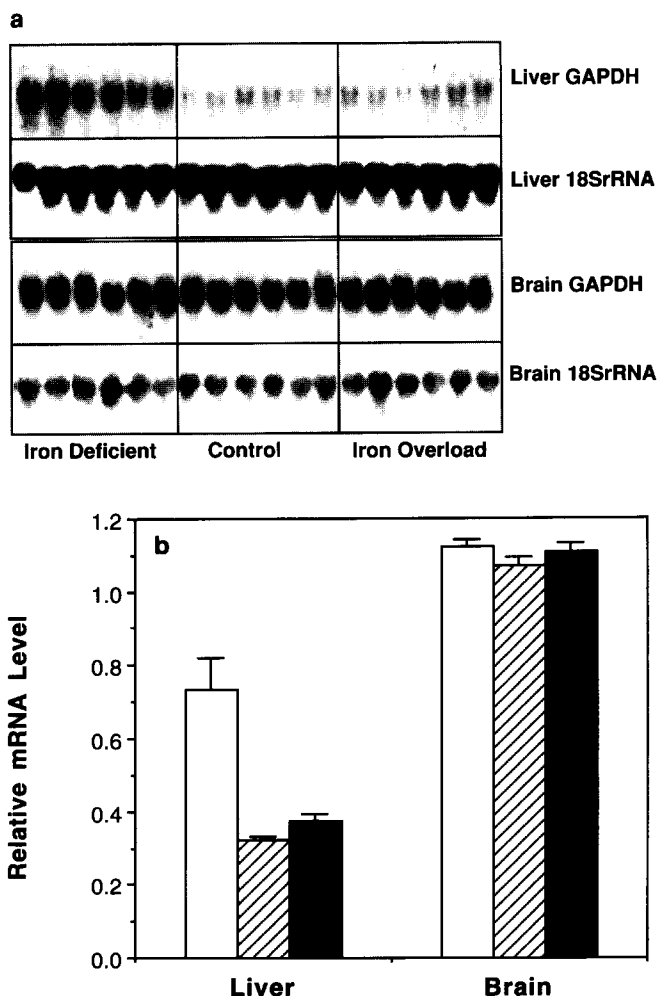 a
Liver GAPDH
Liver 18SrRNA
Brain GAPDH
Brain 18SrRNA
Iron Deficient Control Iron Overload
b
Relative mRNA Level
1.2
1.0
0.8
0.6
0.4
0.2
0.0
Liver Brain